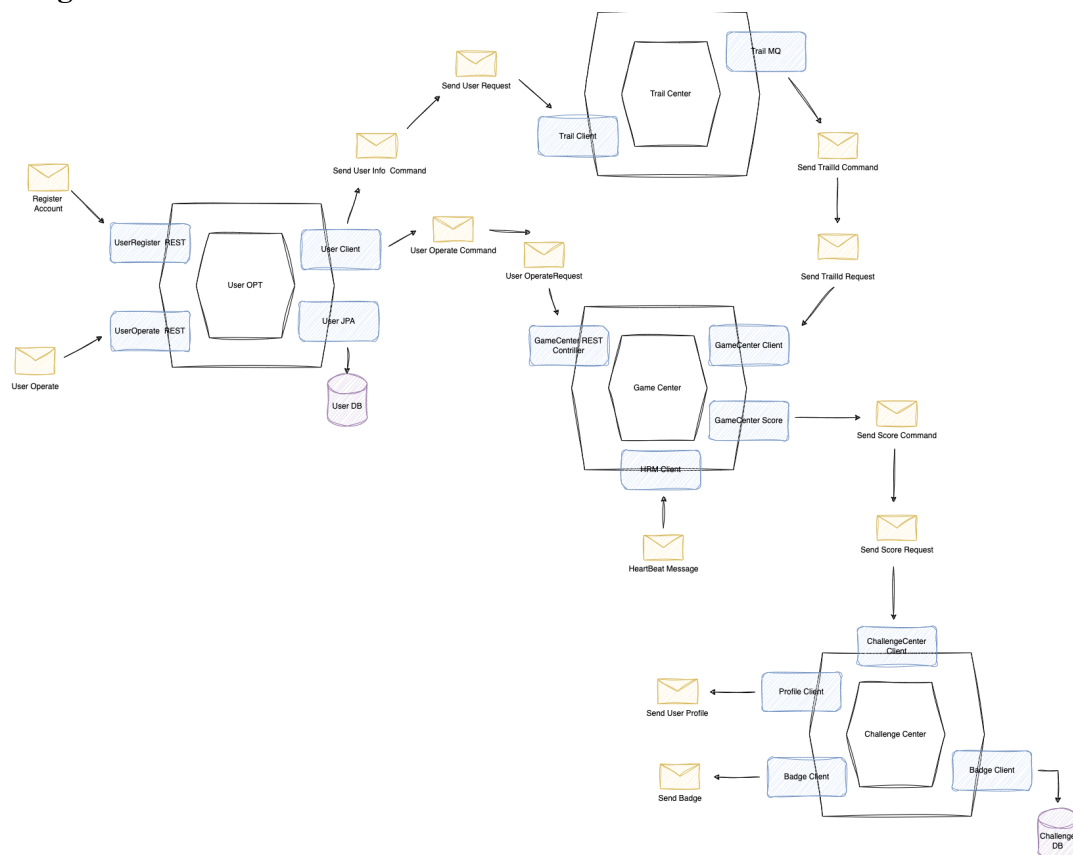 Trail MQ
Send User Request
Trail Center
Trail Client
Send User Info  Command
Send TrailId Command
Register
Account
UserRegister  REST
User Client
User Operate Command
Send TrailId Request
User OperateRequest
User OPT
UserOperate  REST
User JPA
User Operate
User DB
GameCenter REST
Contriller
GameCenter Client
Game Center
GameCenter Score
Send Score Command
HRM Client
HeartBeat Message
Send Score Request
ChallengeCenter
Client
Profile Client
Send User Profile
Challenge Center
Badge Client
Send Badge
Badge Client
Challenge
DB